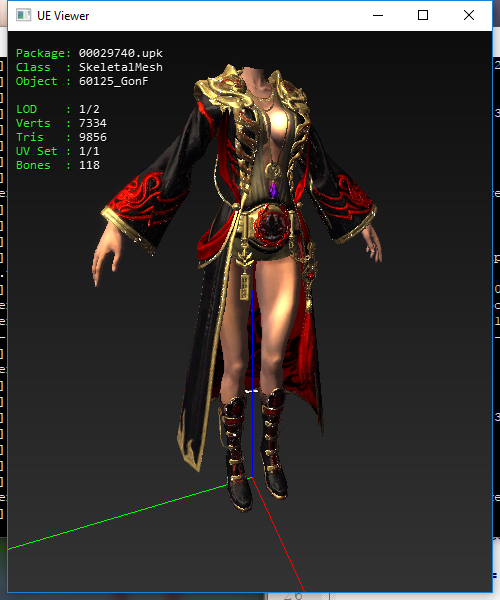 UE Viewer
Package: 00029740.upk
Class : SkeletalMesh
Object : 60125_GonF
LOD : 1/2
Verts : 7334
Tris : 9856
UV Set : 1/1
Bones : 118